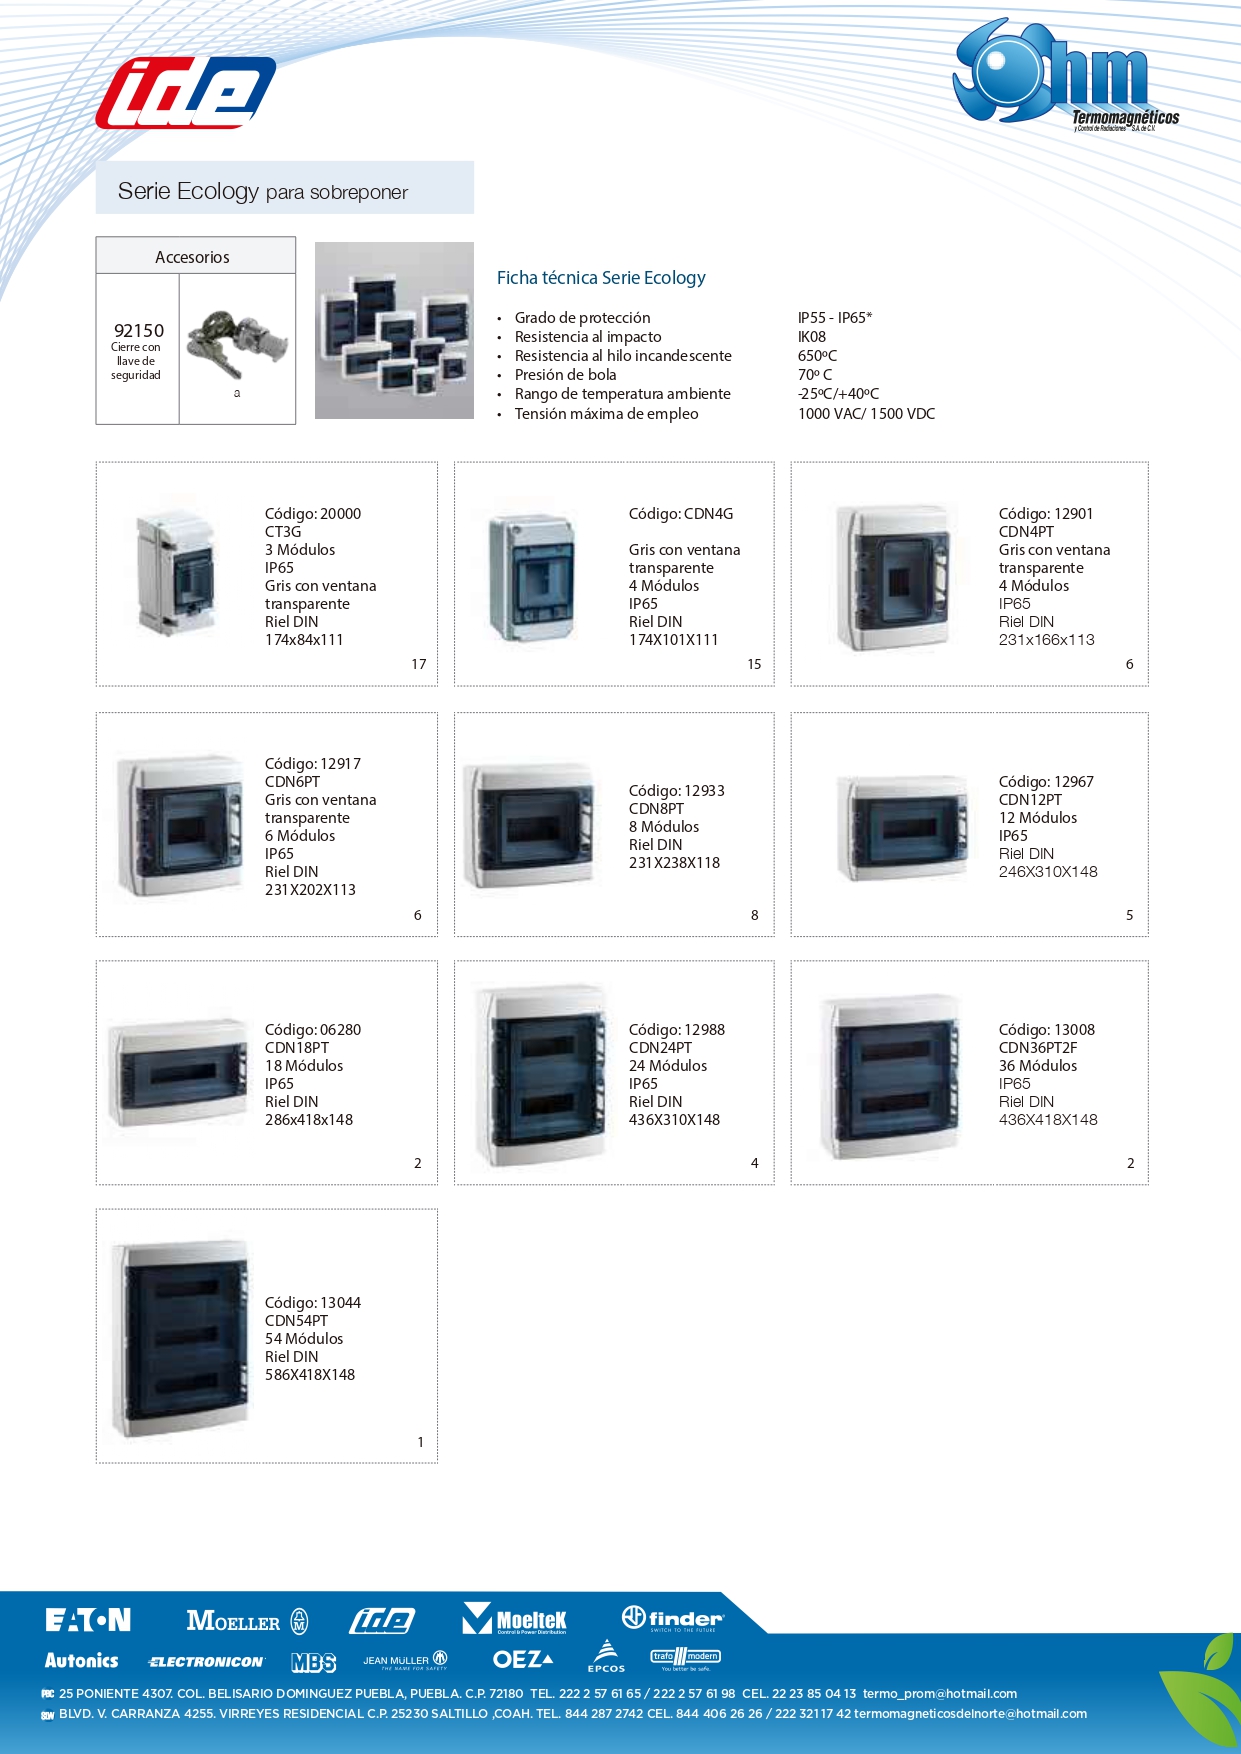 ide
Ohm
Termomagnéticos
y Control de Radiaciones S.A. de C.V.
Serie Ecology para sobreponer
Accesorios
92150
Cierre con
llave de
seguridad
a
Ficha técnica Serie Ecology
• Grado de protección IP55 - IP65*
• Resistencia al impacto IK08
• Resistencia al hilo incandescente 650ºC
• Presión de bola 70º C
• Rango de temperatura ambiente -25ºC/+40ºC
• Tensión máxima de empleo 1000 VAC/ 1500 VDC
Código: 20000
CT3G
3 Módulos
IP65
Gris con ventana
transparente
Riel DIN
174x84x111
17
Código: CDN4G
Gris con ventana
transparente
4 Módulos
IP65
Riel DIN
174X101X111
15
Código: 12901
CDN4PT
Gris con ventana
transparente
4 Módulos
IP65
Riel DIN
231x166x113
6
Código: 12917
CDN6PT
Gris con ventana
transparente
6 Módulos
IP65
Riel DIN
231X202X113
6
Código: 12933
CDN8PT
8 Módulos
Riel DIN
231X238X118
8
Código: 12967
CDN12PT
12 Módulos
IP65
Riel DIN
246X310X148
5
Código: 06280
CDN18PT
18 Módulos
IP65
Riel DIN
286x418x148
2
Código: 12988
CDN24PT
24 Módulos
IP65
Riel DIN
436X310X148
4
Código: 13008
CDN36PT2F
36 Módulos
IP65
Riel DIN
436X418X148
2
Código: 13044
CDN54PT
54 Módulos
Riel DIN
586X418X148
1
EATON
MOELLER M
ide
Moeltek
Control & Power Distribution
finder
SWITCH TO THE FUTURE
Autonics
ELECTRONICON
MBS
JEAN MÜLLER
THE NAME FOR SAFETY
OEZ
EPCOS
trafo modern
You better be safe.
25 PONIENTE 4307. COL. BELISARIO DOMINGUEZ PUEBLA, PUEBLA. C.P. 72180 TEL. 222 2 57 61 65 / 222 2 57 61 98 CEL. 22 23 85 04 13 termo_prom@hotmail.com
BLVD. V. CARRANZA 4255. VIRREYES RESIDENCIAL C.P. 25230 SALTILLO ,COAH. TEL. 844 287 2742 CEL. 844 406 26 26 / 222 321 17 42 termomagneticosdelnorte@hotmail.com